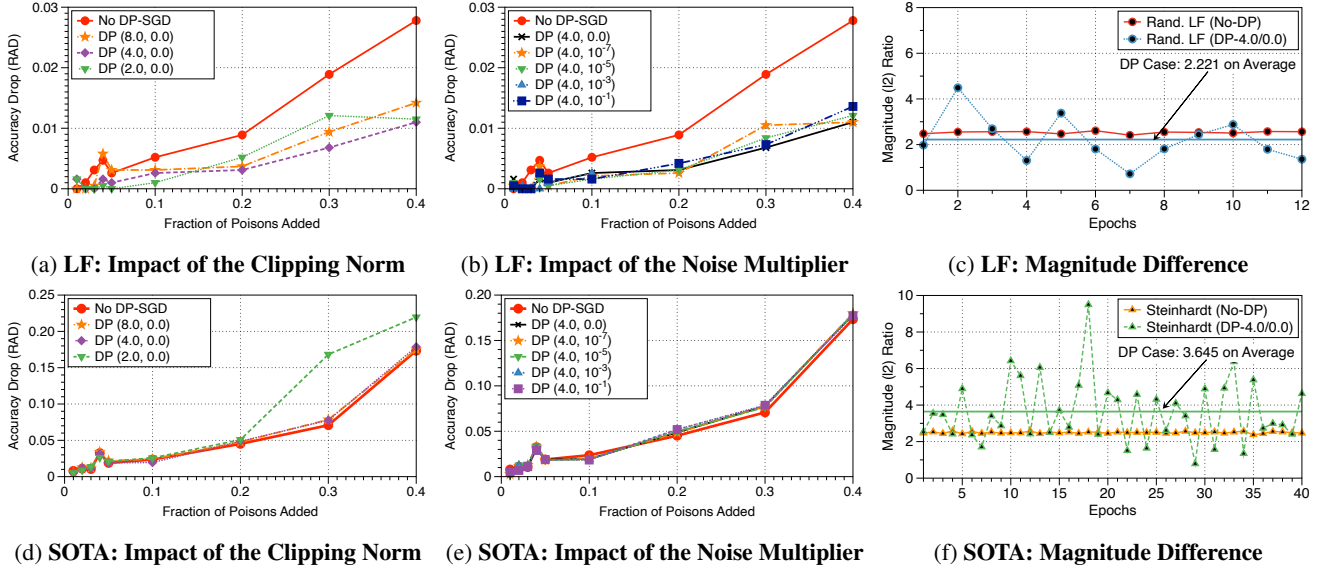 0.03
0.02
0.01
0
0
0.1
0.2
0.3
0.4
Accuracy Drop (RAD)
Fraction of Poisons Added
No DP-SGD
DP (8.0, 0.0)
DP (4.0, 0.0)
DP (2.0, 0.0)
(a) LF: Impact of the Clipping Norm
0.03
0.02
0.01
0
0
0.1
0.2
0.3
0.4
Accuracy Drop (RAD)
Fraction of Poisons Added
No DP-SGD
DP (4.0, 0.0)
DP (4.0, 10⁻⁷)
DP (4.0, 10⁻⁵)
DP (4.0, 10⁻³)
DP (4.0, 10⁻¹)
(b) LF: Impact of the Noise Multiplier
8
6
4
2
0
2
4
6
8
10
12
Magnitude (l2) Ratio
Epochs
Rand. LF (No-DP)
Rand. LF (DP-4.0/0.0)
DP Case: 2.221 on Average
(c) LF: Magnitude Difference
0.25
0.20
0.15
0.10
0.05
0
0
0.1
0.2
0.3
0.4
Accuracy Drop (RAD)
Fraction of Poisons Added
No DP-SGD
DP (8.0, 0.0)
DP (4.0, 0.0)
DP (2.0, 0.0)
(d) SOTA: Impact of the Clipping Norm
0.20
0.15
0.10
0.05
0
0
0.1
0.2
0.3
0.4
Accuracy Drop (RAD)
Fraction of Poisons Added
No DP-SGD
DP (4.0, 0.0)
DP (4.0, 10⁻⁷)
DP (4.0, 10⁻⁵)
DP (4.0, 10⁻³)
DP (4.0, 10⁻¹)
(e) SOTA: Impact of the Noise Multiplier
10
8
6
4
2
0
5
10
15
20
25
30
35
40
Magnitude (l2) Ratio
Epochs
Steinhardt (No-DP)
Steinhardt (DP-4.0/0.0)
DP Case: 3.645 on Average
(f) SOTA: Magnitude Difference